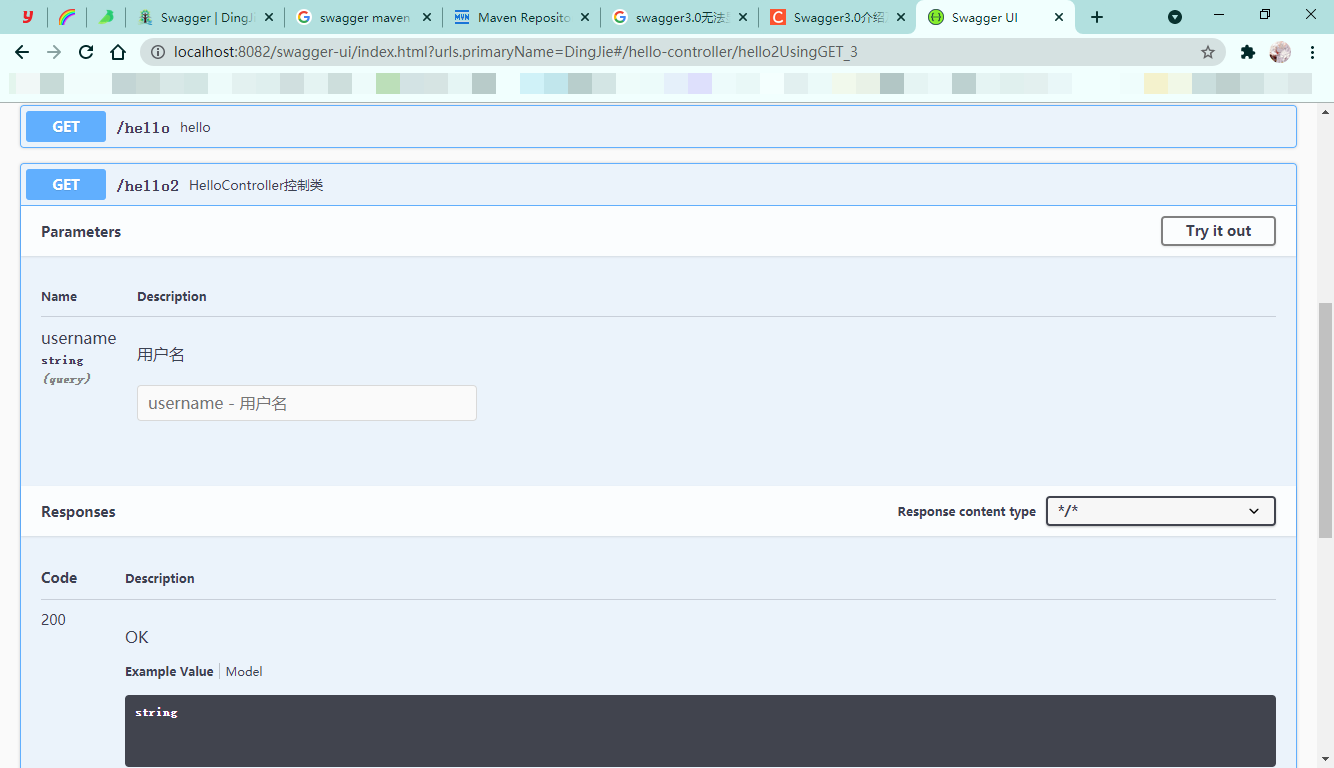 Swagger | DingJi
swagger maven
Maven Reposito
swagger3.0无法
Swagger3.0介绍
Swagger UI
localhost:8082/swagger-ui/index.html?urls.primaryName=DingJie#/hello-controller/hello2UsingGET_3
GET /hello hello
GET /hello2 HelloController控制类
Parameters Try it out
Name Description
username
string
(query)
用户名
username - 用户名
Responses Response content type */*
Code Description
200
OK
Example Value Model
string